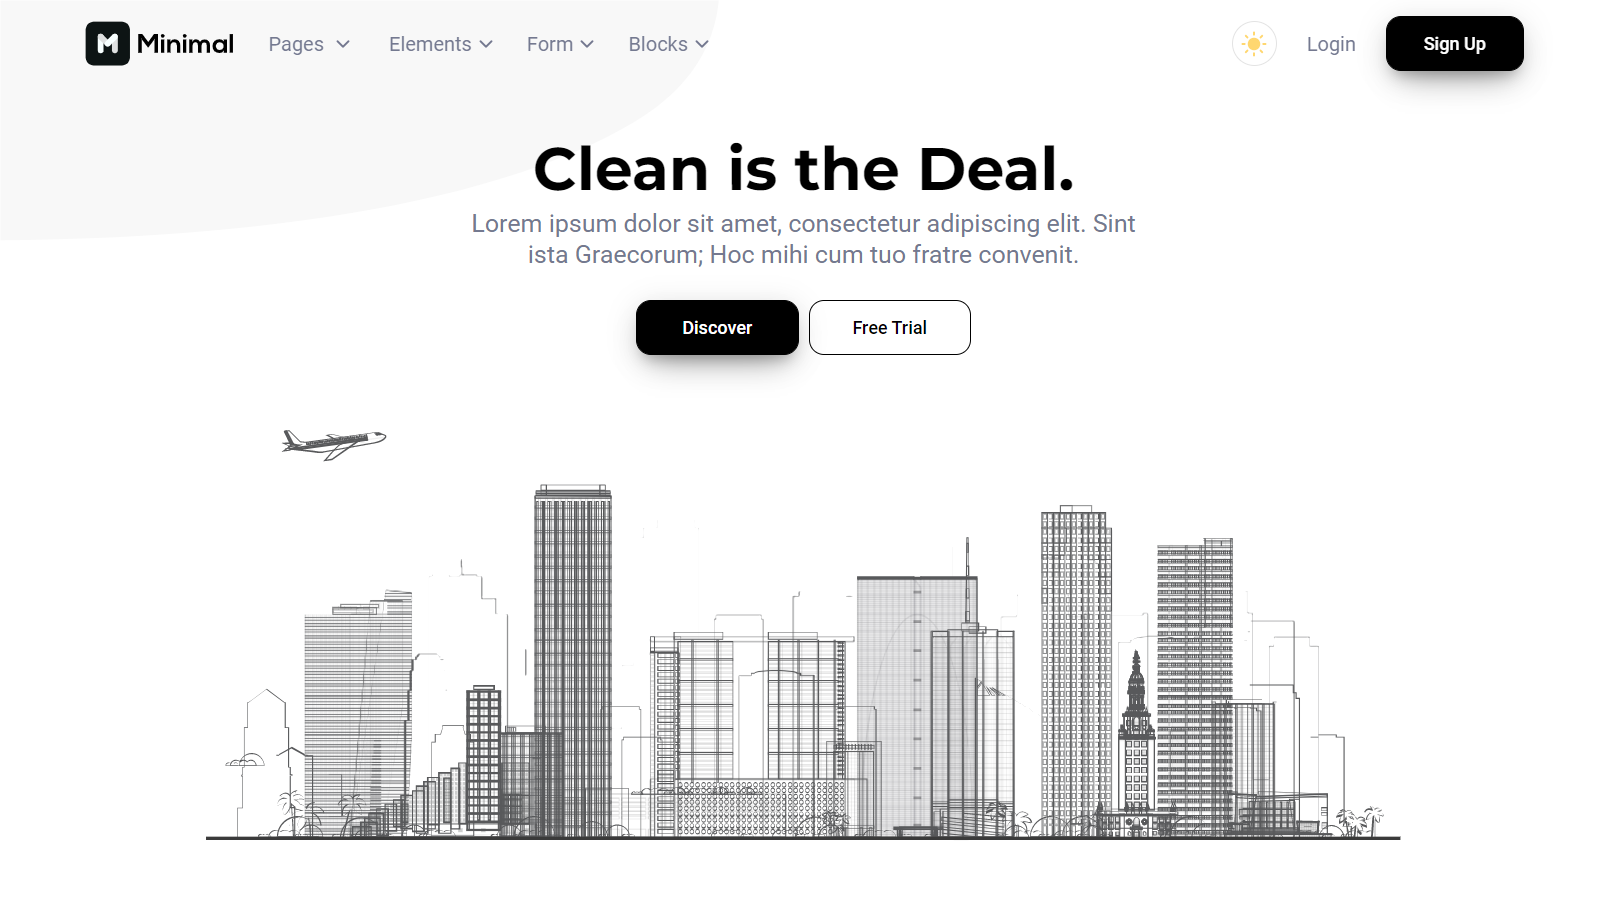 M Minimal
Pages
Elements
Form
Blocks
Login
Sign Up
Clean is the Deal.
Lorem ipsum dolor sit amet, consectetur adipiscing elit. Sint
ista Graecorum; Hoc mihi cum tuo fratre convenit.
Discover
Free Trial